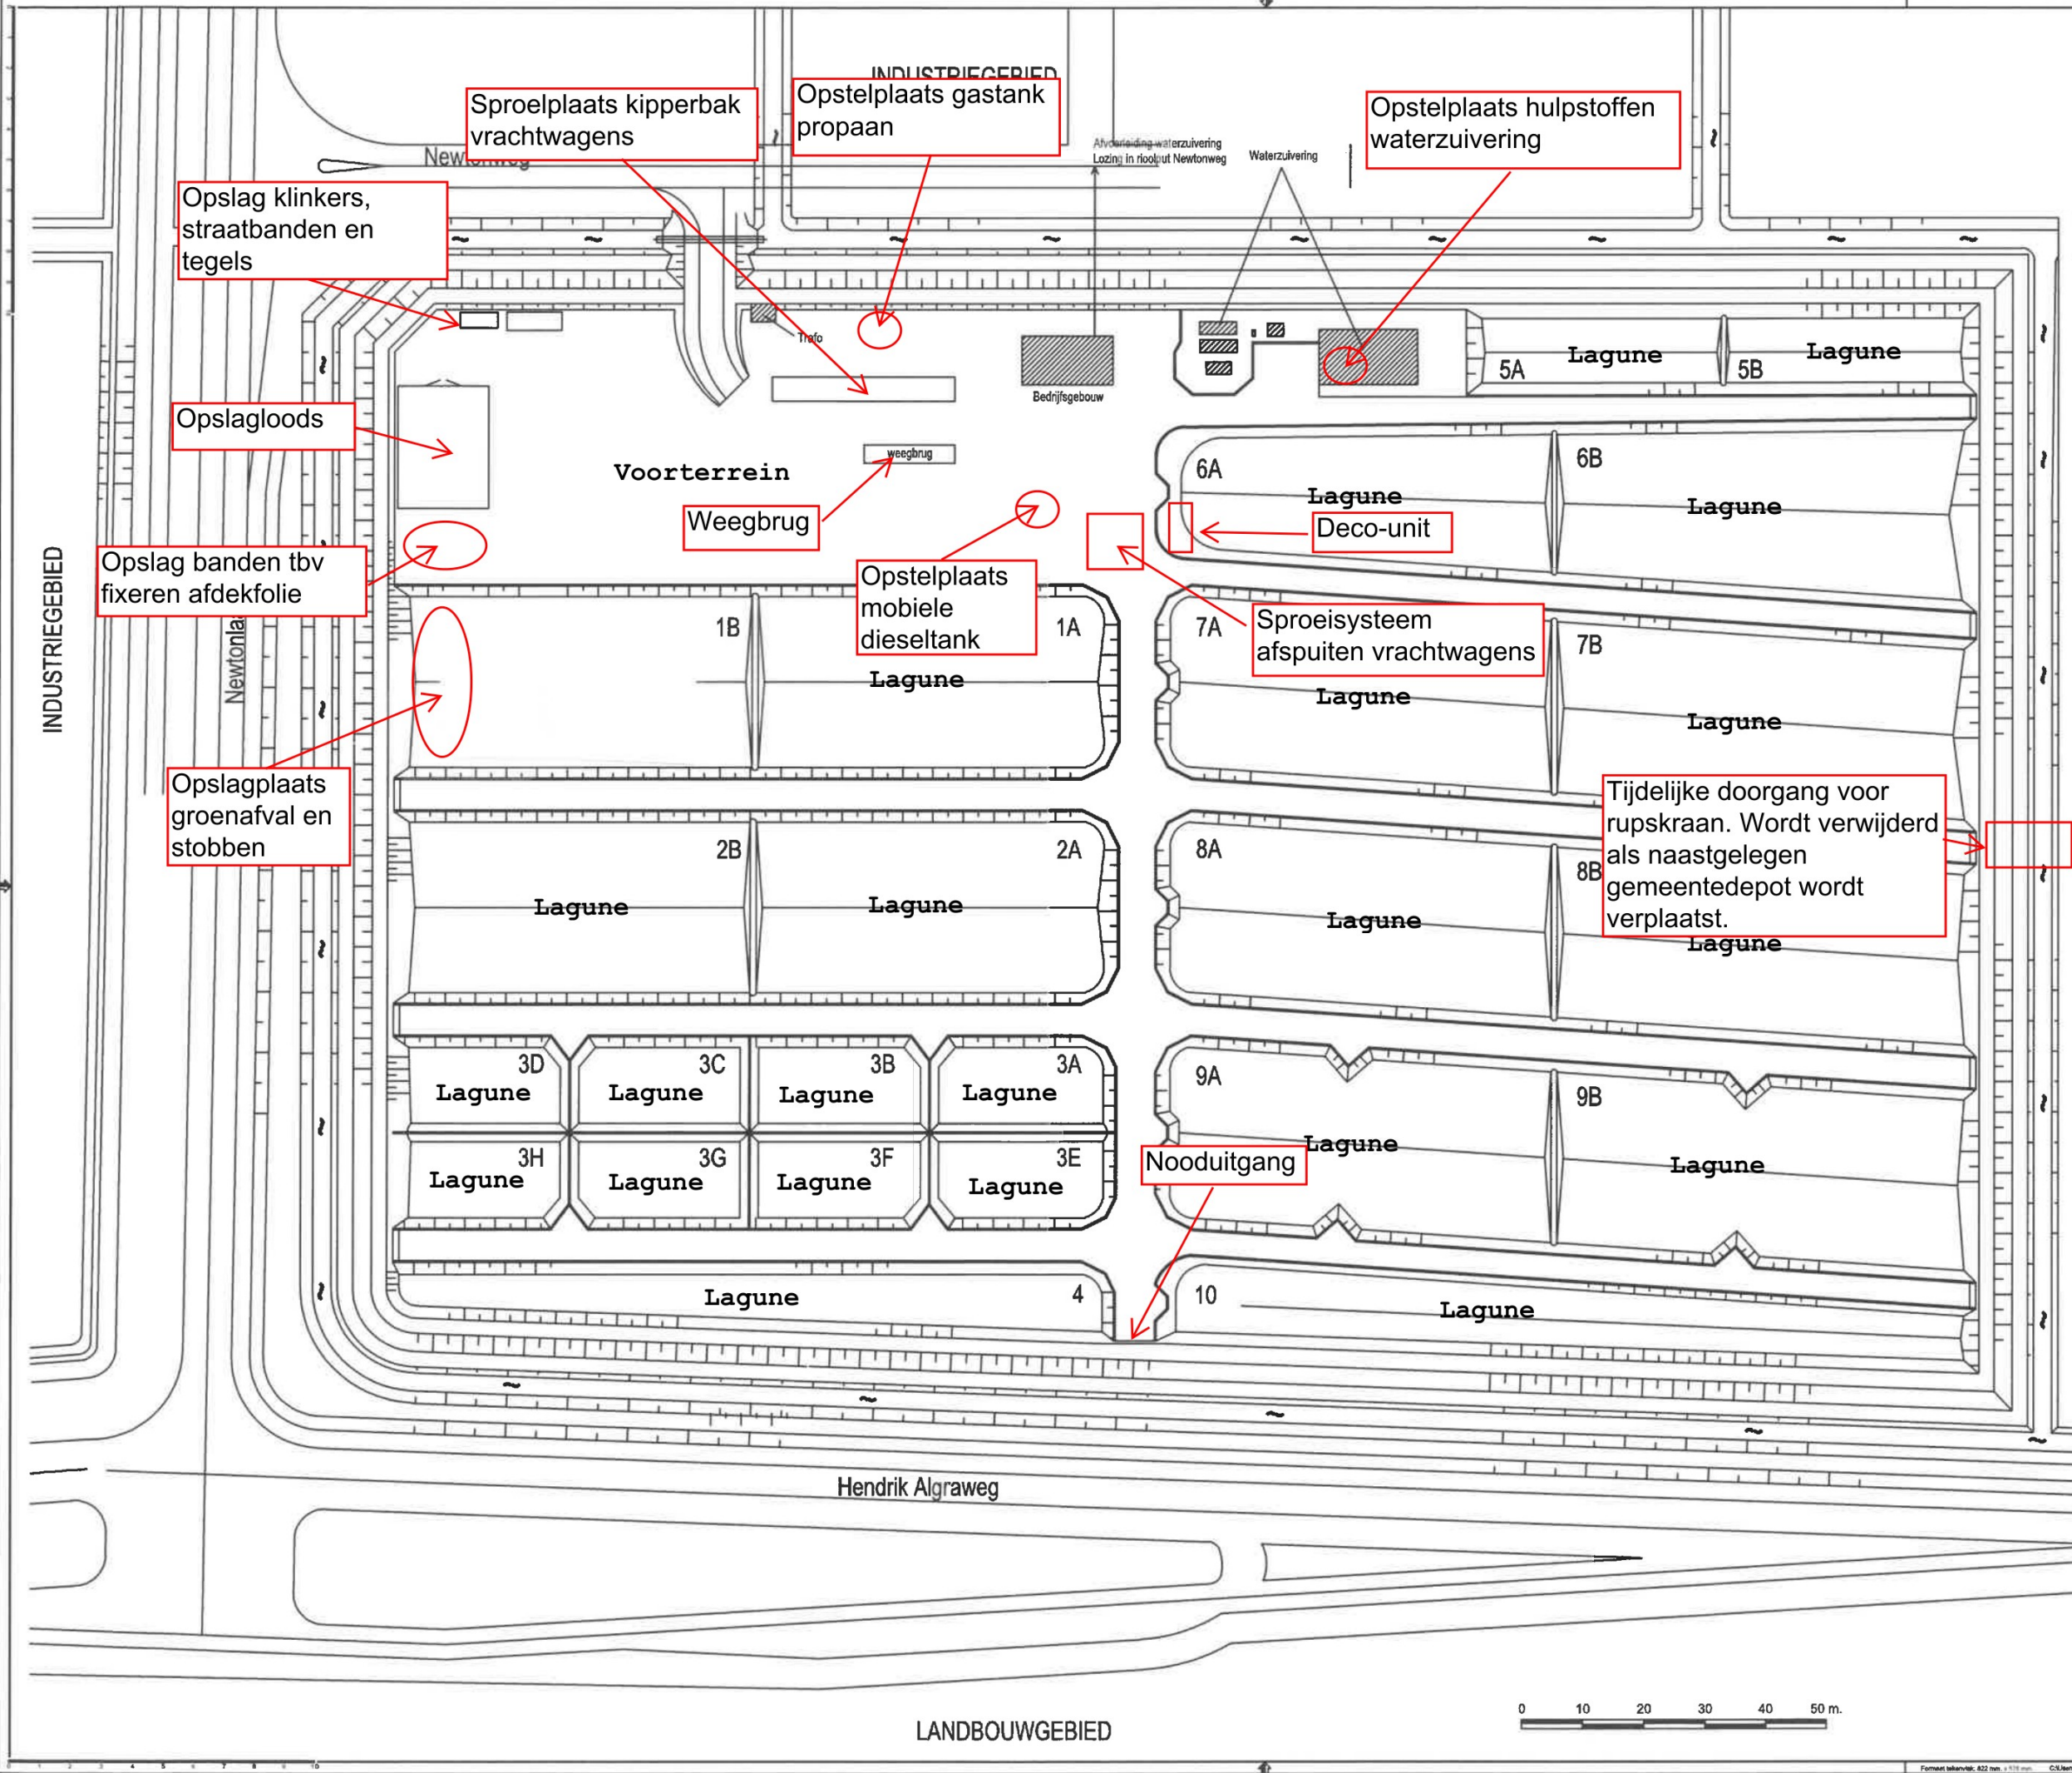 INDUSTRIEGEBIED
Sproelplaats kipperbak
vrachtwagens
Opstelplaats gastank
propaan
Opstelplaats hulpstoffen
waterzuivering
Afvoerleiding waterzuivering
Lozing in rioolput Newtonweg
Waterzuivering
Newtonweg
Opslag klinkers,
straatbanden en
tegels
Trafo
Bedrijfsgebouw
5A
Lagune
5B
Lagune
Opslagloods
weegbrug
Voorterrein
Weegbrug
6A
Lagune
6B
Lagune
Deco-unit
INDUSTRIEGEBIED
Opslag banden tbv
fixeren afdekfolie
Opstelplaats
mobiele
dieseltank
Sproeisysteem
afspuiten vrachtwagens
1B
1A
Lagune
7A
Lagune
7B
Lagune
Opslagplaats
groenafval en
stobben
Tijdelijke doorgang voor
rupskraan. Wordt verwijderd
als naastgelegen
gemeentedepot wordt
verplaatst.
2B
Lagune
2A
Lagune
8A
Lagune
8B
Lagune
3D
Lagune
3C
Lagune
3B
Lagune
3A
Lagune
9A
Lagune
9B
Lagune
3H
Lagune
3G
Lagune
3F
Lagune
3E
Lagune
Nooduitgang
Lagune
4
10
Lagune
Hendrik Algraweg
LANDBOUWGEBIED
0 10 20 30 40 50 m.